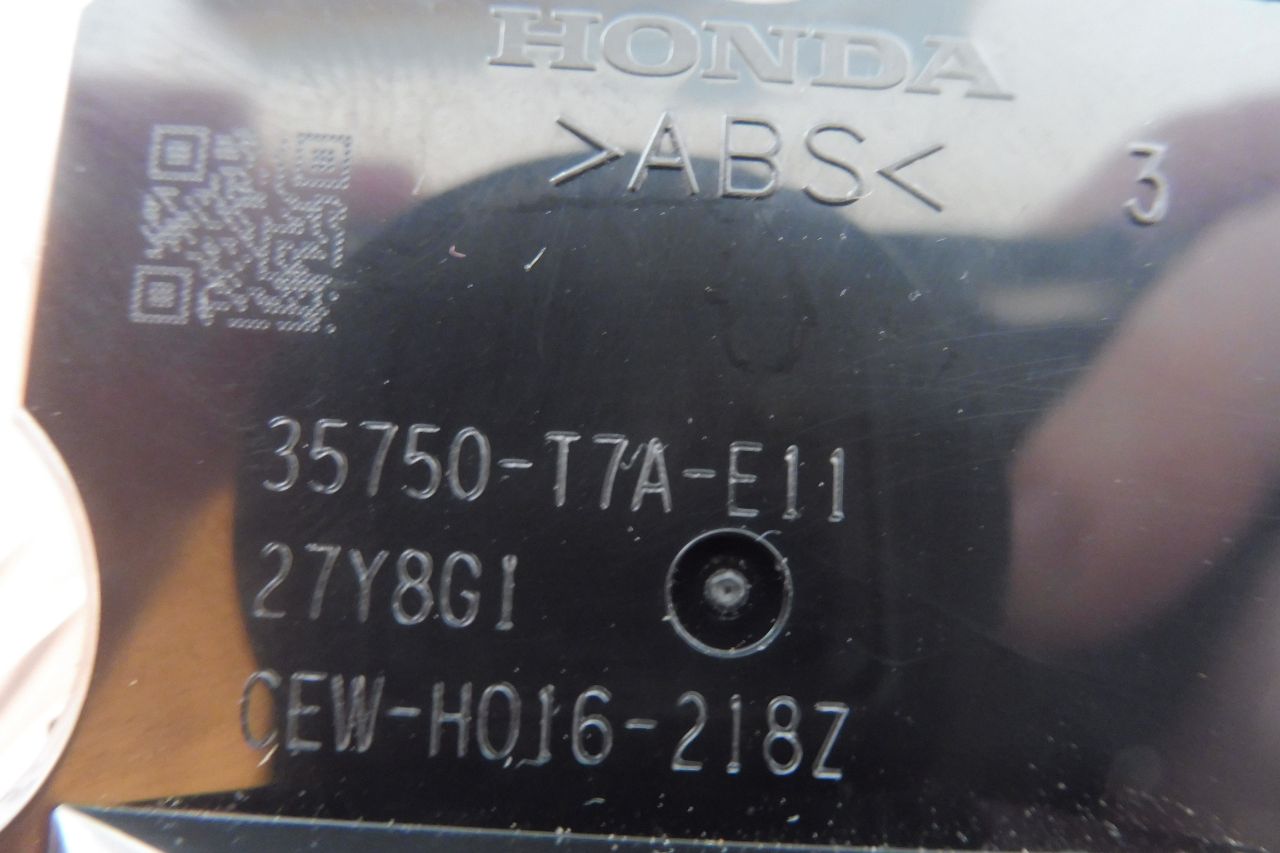 HONDA
>ABS<
3
35750-T7A-E11
27Y8G1
CEW-H016-218Z